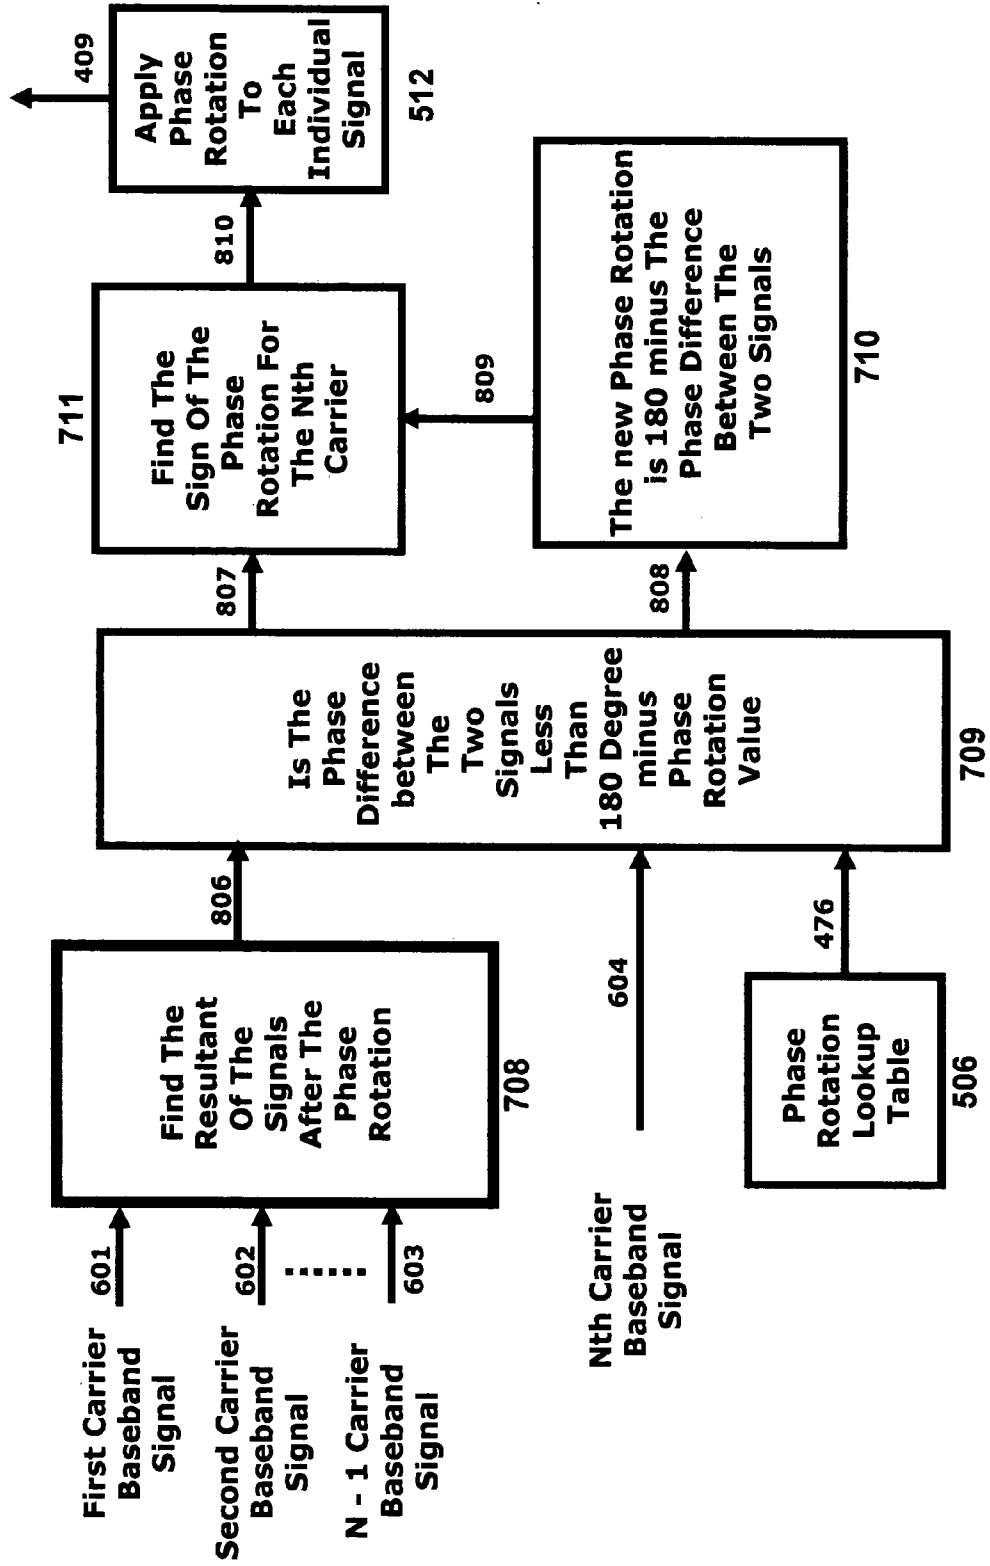 First Carrier
Baseband
Signal
601
Second Carrier
Baseband
Signal
602
N - 1 Carrier
Baseband
Signal
603
Find The
Resultant
Of The
Signals
After The
Phase
Rotation
708
806
Nth Carrier
Baseband
Signal
604
Phase
Rotation
Lookup
Table
506
476
Is The
Phase
Difference
between
The
Two
Signals
Less
Than
180 Degree
minus
Phase
Rotation
Value
709
807
808
711
Find The
Sign Of The
Phase
Rotation For
The Nth
Carrier
809
The new Phase Rotation
is 180 minus The
Phase Difference
Between The
Two Signals
710
810
409
Apply
Phase
Rotation
To
Each
Individual
Signal
512